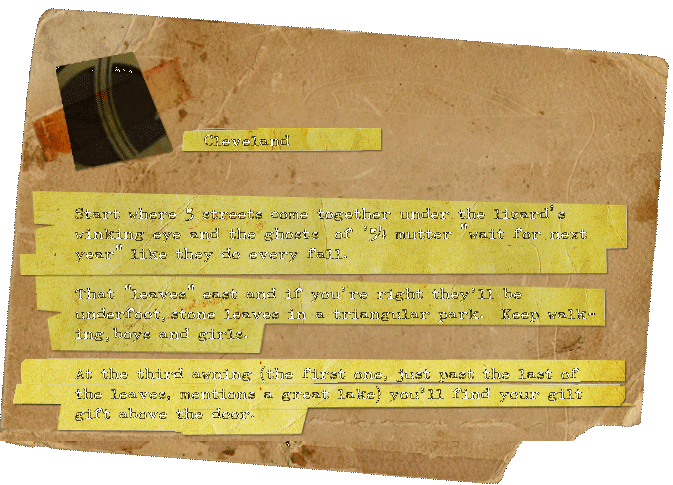 Cleveland
Start where 5 streets come together under the lizard's
winking eye and the ghosts of '54 mutter "wait for next
year" like they do every fall.
That "leaves" east and if you're right they'll be
underfoot, stone leaves in a triangular park. Keep walk-
ing, boys and girls.
At the third awning (the first one, just past the last of
the leaves, mentions a great lake) you'll find your gilt
gift above the door.